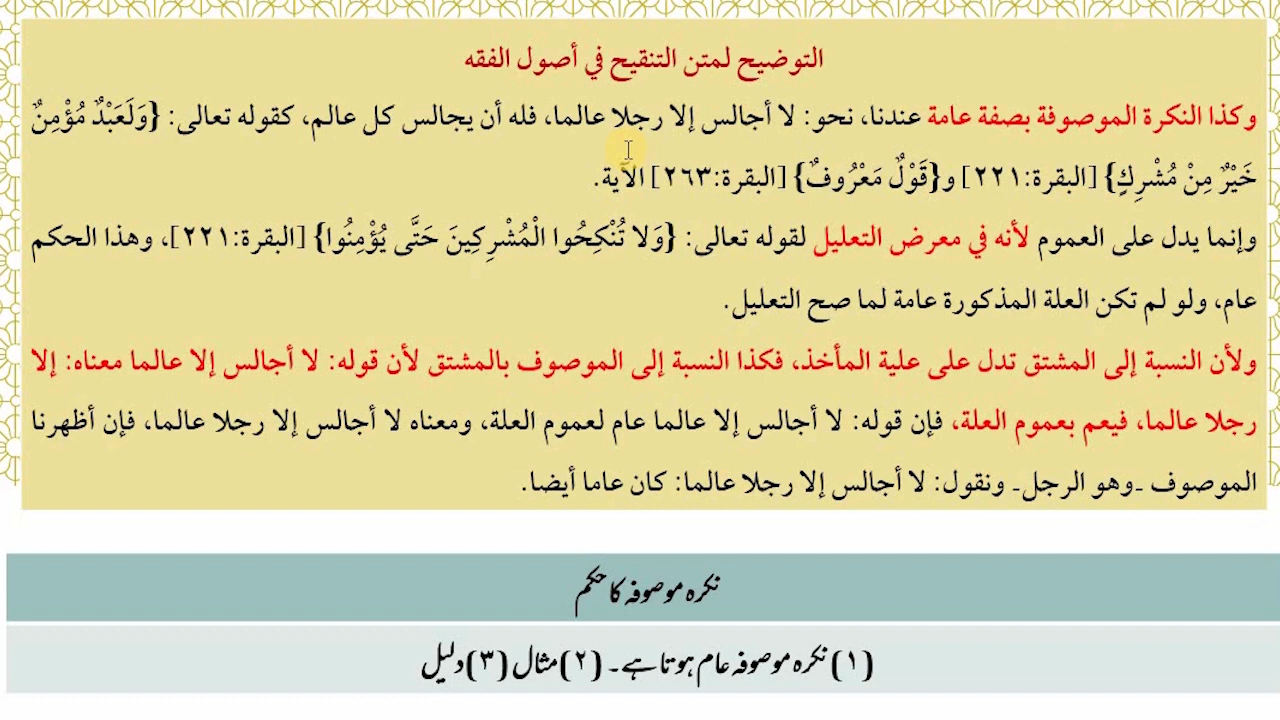 التوضيح لمتن التنقيح في أصول الفقه
وكذا النكرة الموصوفة بصفة عامة عندنا، نحو: لا أجالس إلا رجلا عالما، فله أن يجالس كل عالم، كقوله تعالى: {وَلَعَبْدٌ مُؤْمِنٌ
خَيْرٌ مِنْ مُشْرِكٍ} [البقرة:٢٢١] و{قَوْلٌ مَعْرُوفٌ} [البقرة:٢٦٣] الآية.
وإنما يدل على العموم لأنه في معرض التعليل لقوله تعالى: {وَلا تُنْكِحُوا الْمُشْرِكِينَ حَتَّى يُؤْمِنُوا} [البقرة:٢٢١]، وهذا الحكم
عام، ولو لم تكن العلة المذكورة عامة لما صح التعليل.
ولأن النسبة إلى المشتق تدل على علية المأخذ، فكذا النسبة إلى الموصوف بالمشتق لأن قوله: لا أجالس إلا عالما معناه: إلا
رجلا عالما، فيعم بعموم العلة، فإن قوله: لا أجالس إلا عالما عام لعموم العلة، ومعناه لا أجالس إلا رجلا عالما، فإن أظهرنا
الموصوف ـ وهو الرجل ـ ونقول: لا أجالس إلا رجلا عالما: كان عاما أيضا.
نکرہ موصوفہ کا حکم
(۱) نکرہ موصوفہ عام ہوتا ہے۔ (۲) مثال (۳) دلیل